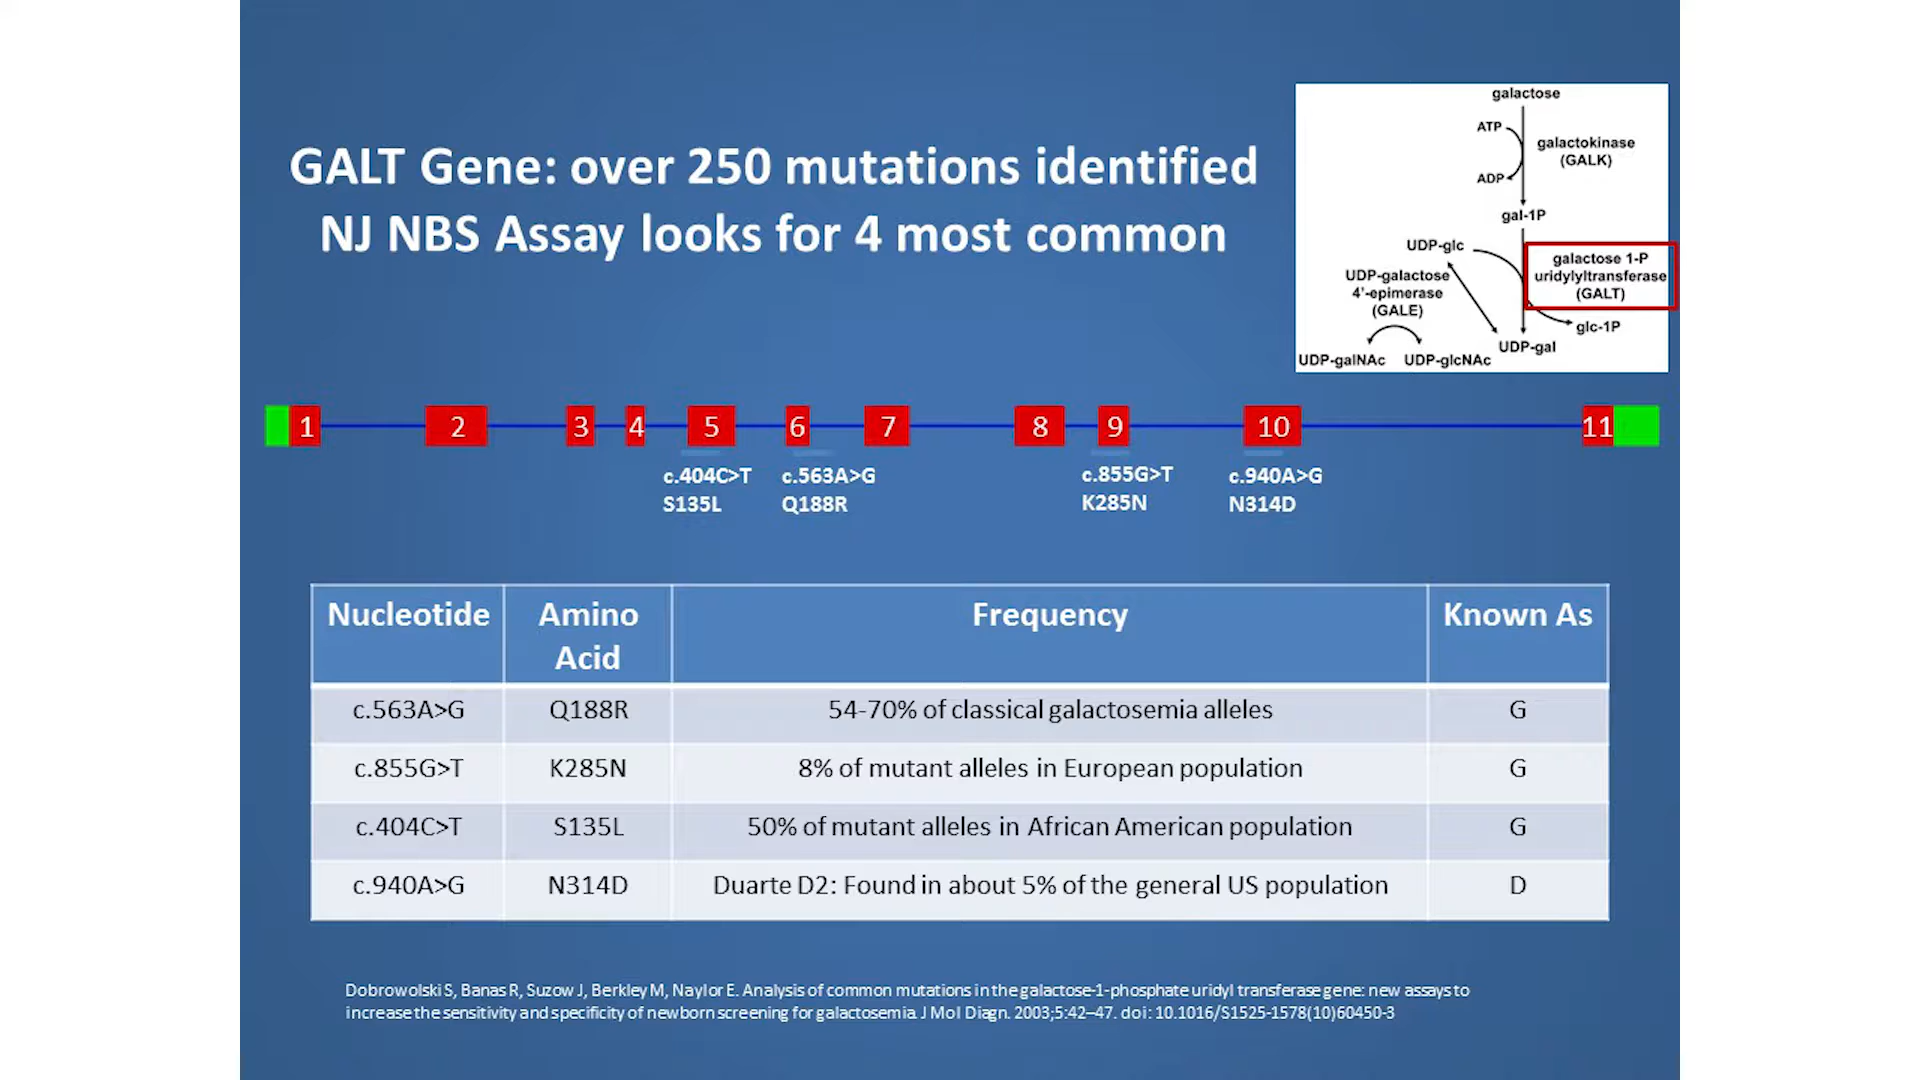 GALT Gene: over 250 mutations identified
NJ NBS Assay looks for 4 most common
galactose
ATP
galactokinase
(GALK)
ADP
gal-1P
UDP-glc
galactose 1-P
uridylyltransferase
(GALT)
UDP-galactose
4'-epimerase
(GALE)
glc-1P
UDP-gal
UDP-galNAc
UDP-glcNAc
1 2 3 4 5 6 7 8 9 10 11
c.404C>T
S135L
c.563A>G
Q188R
c.855G>T
K285N
c.940A>G
N314D
Nucleotide Amino Acid Frequency Known As
c.563A>G Q188R 54-70% of classical galactosemia alleles G
c.855G>T K285N 8% of mutant alleles in European population G
c.404C>T S135L 50% of mutant alleles in African American population G
c.940A>G N314D Duarte D2: Found in about 5% of the general US population D
Dobrowolski S, Banas R, Suzow J, Berkley M, Naylor E. Analysis of common mutations in the galactose-1-phosphate uridyl transferase gene: new assays to
increase the sensitivity and specificity of newborn screening for galactosemia. J Mol Diagn. 2003;5:42–47. doi: 10.1016/S1525-1578(10)60450-3